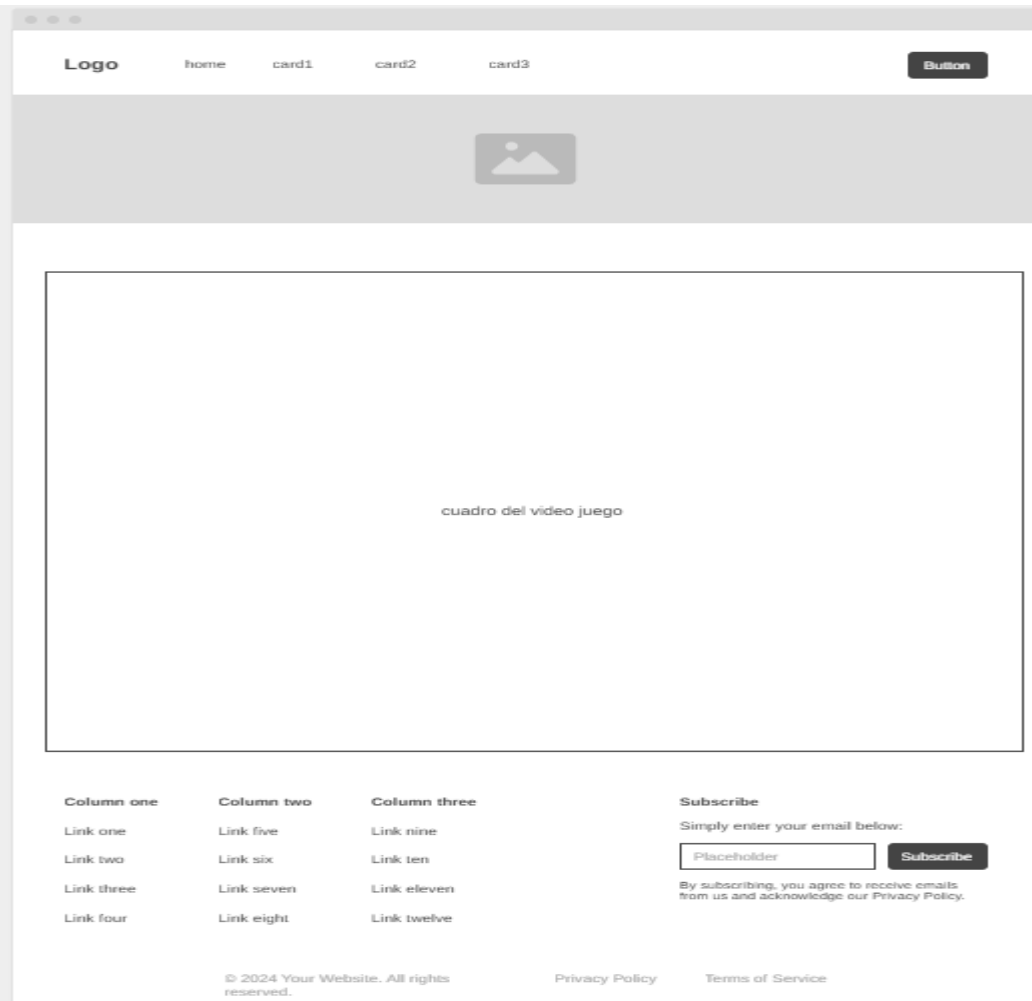 Logo
home
card1
card2
card3
Button
cuadro del video juego
Column one
Link one
Link two
Link three
Link four
Column two
Link five
Link six
Link seven
Link eight
Column three
Link nine
Link ten
Link eleven
Link twelve
Subscribe
Simply enter your email below:
Placeholder
Subscribe
By subscribing, you agree to receive emails
from us and acknowledge our Privacy Policy.
© 2024 Your Website. All rights
reserved.
Privacy Policy
Terms of Service